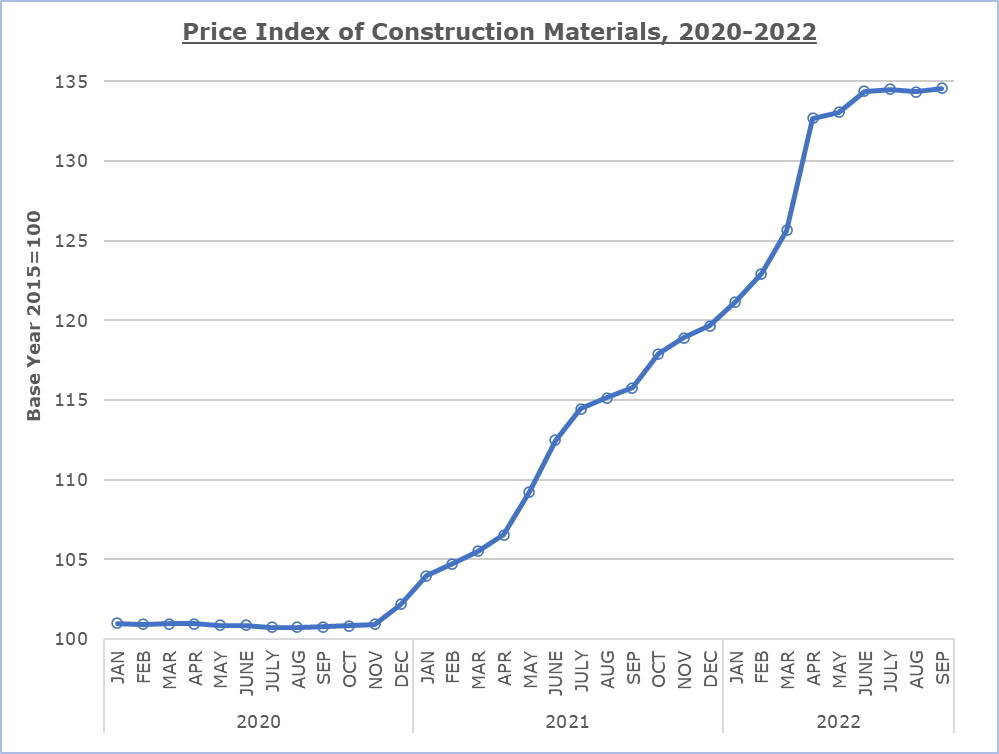 Price Index of Construction Materials, 2020-2022
135
130
125
120
115
110
105
100
Base Year 2015=100
JAN FEB MAR APR MAY JUNE JULY AUG SEP OCT NOV DEC JAN FEB MAR APR MAY JUNE JULY AUG SEP OCT NOV DEC JAN FEB MAR APR MAY JUNE JULY AUG SEP
2020 2021 2022